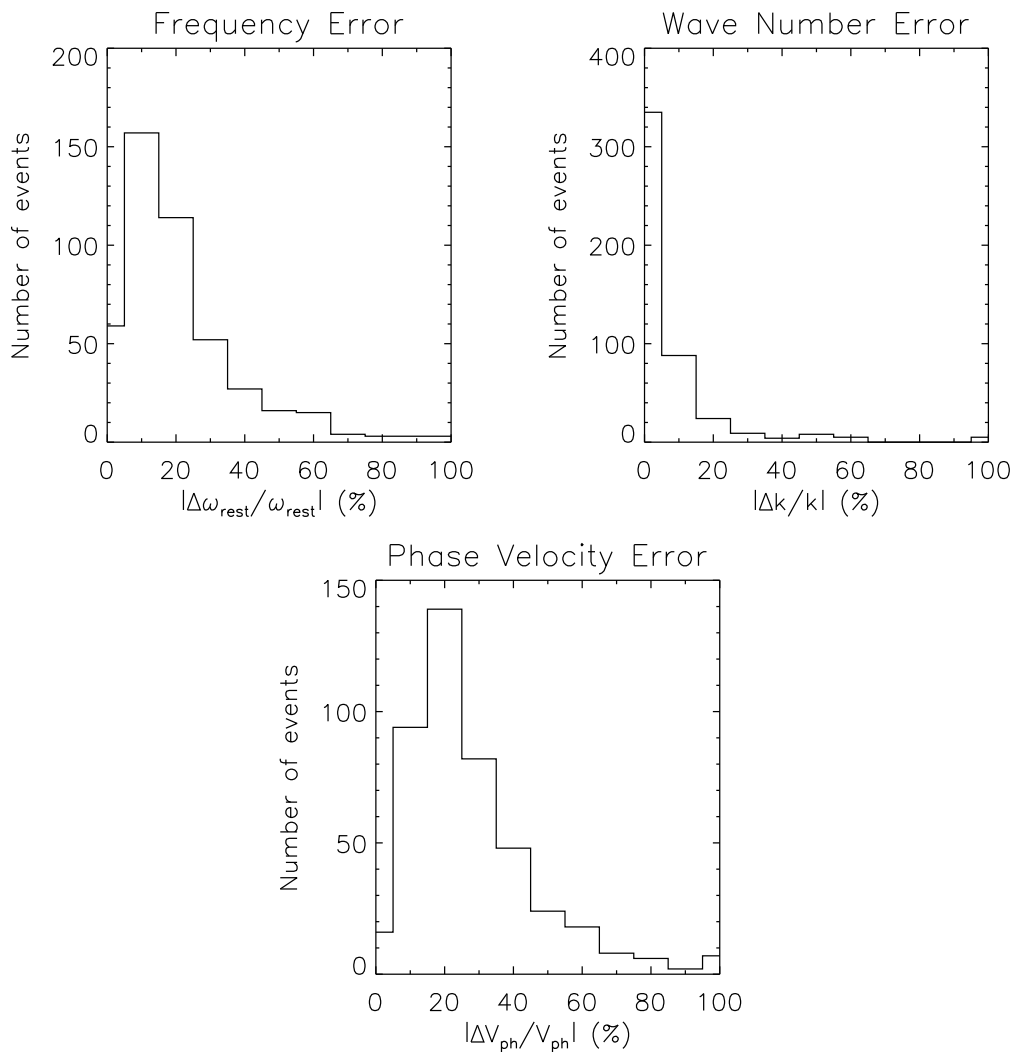 Frequency Error
Number of events
200
150
100
50
0
0 20 40 60 80 100
|Δω_rest/ω_rest| (%)
Wave Number Error
Number of events
400
300
200
100
0
0 20 40 60 80 100
|Δk/k| (%)
Phase Velocity Error
Number of events
150
100
50
0
0 20 40 60 80 100
|ΔV_ph/V_ph| (%)